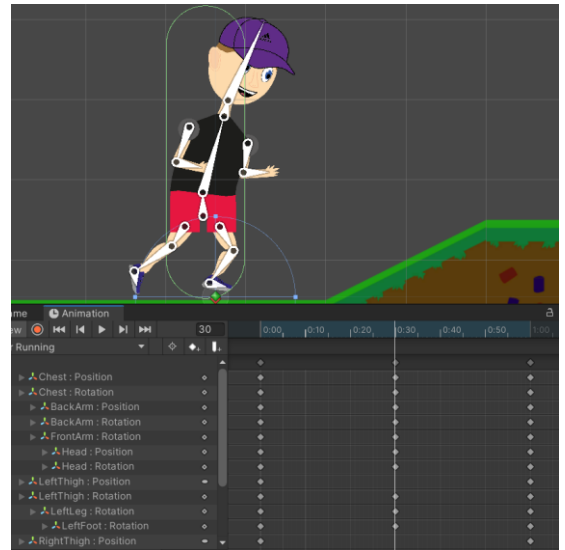 ame Animation
ew 30 0:00 0:10 0:20 0:30 0:40 0:50 1:00
r Running
Chest : Position
Chest : Rotation
BackArm : Position
BackArm : Rotation
FrontArm : Rotation
Head : Position
Head : Rotation
LeftThigh : Position
LeftThigh : Rotation
LeftLeg : Rotation
LeftFoot : Rotation
RightThigh : Position